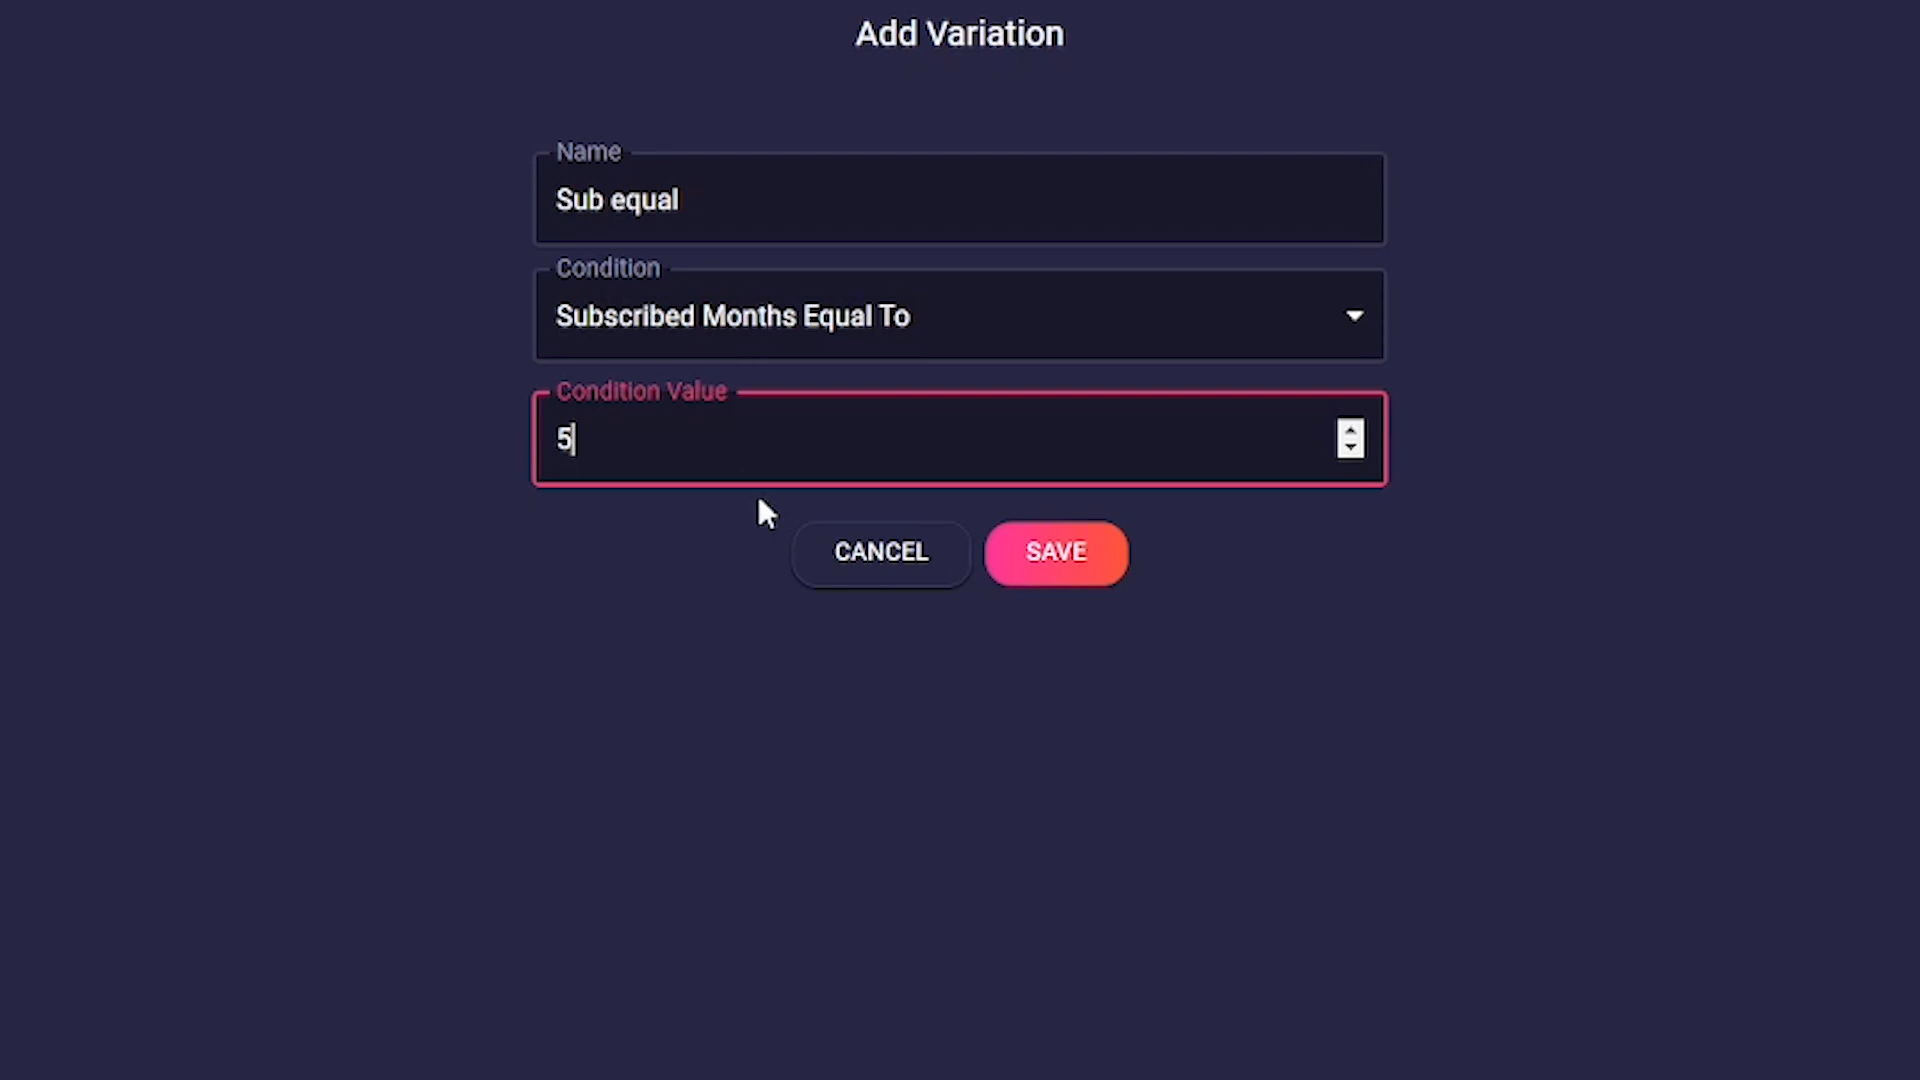 Add Variation
Name
Sub equal
Condition
Subscribed Months Equal To
Condition Value
5
CANCEL
SAVE